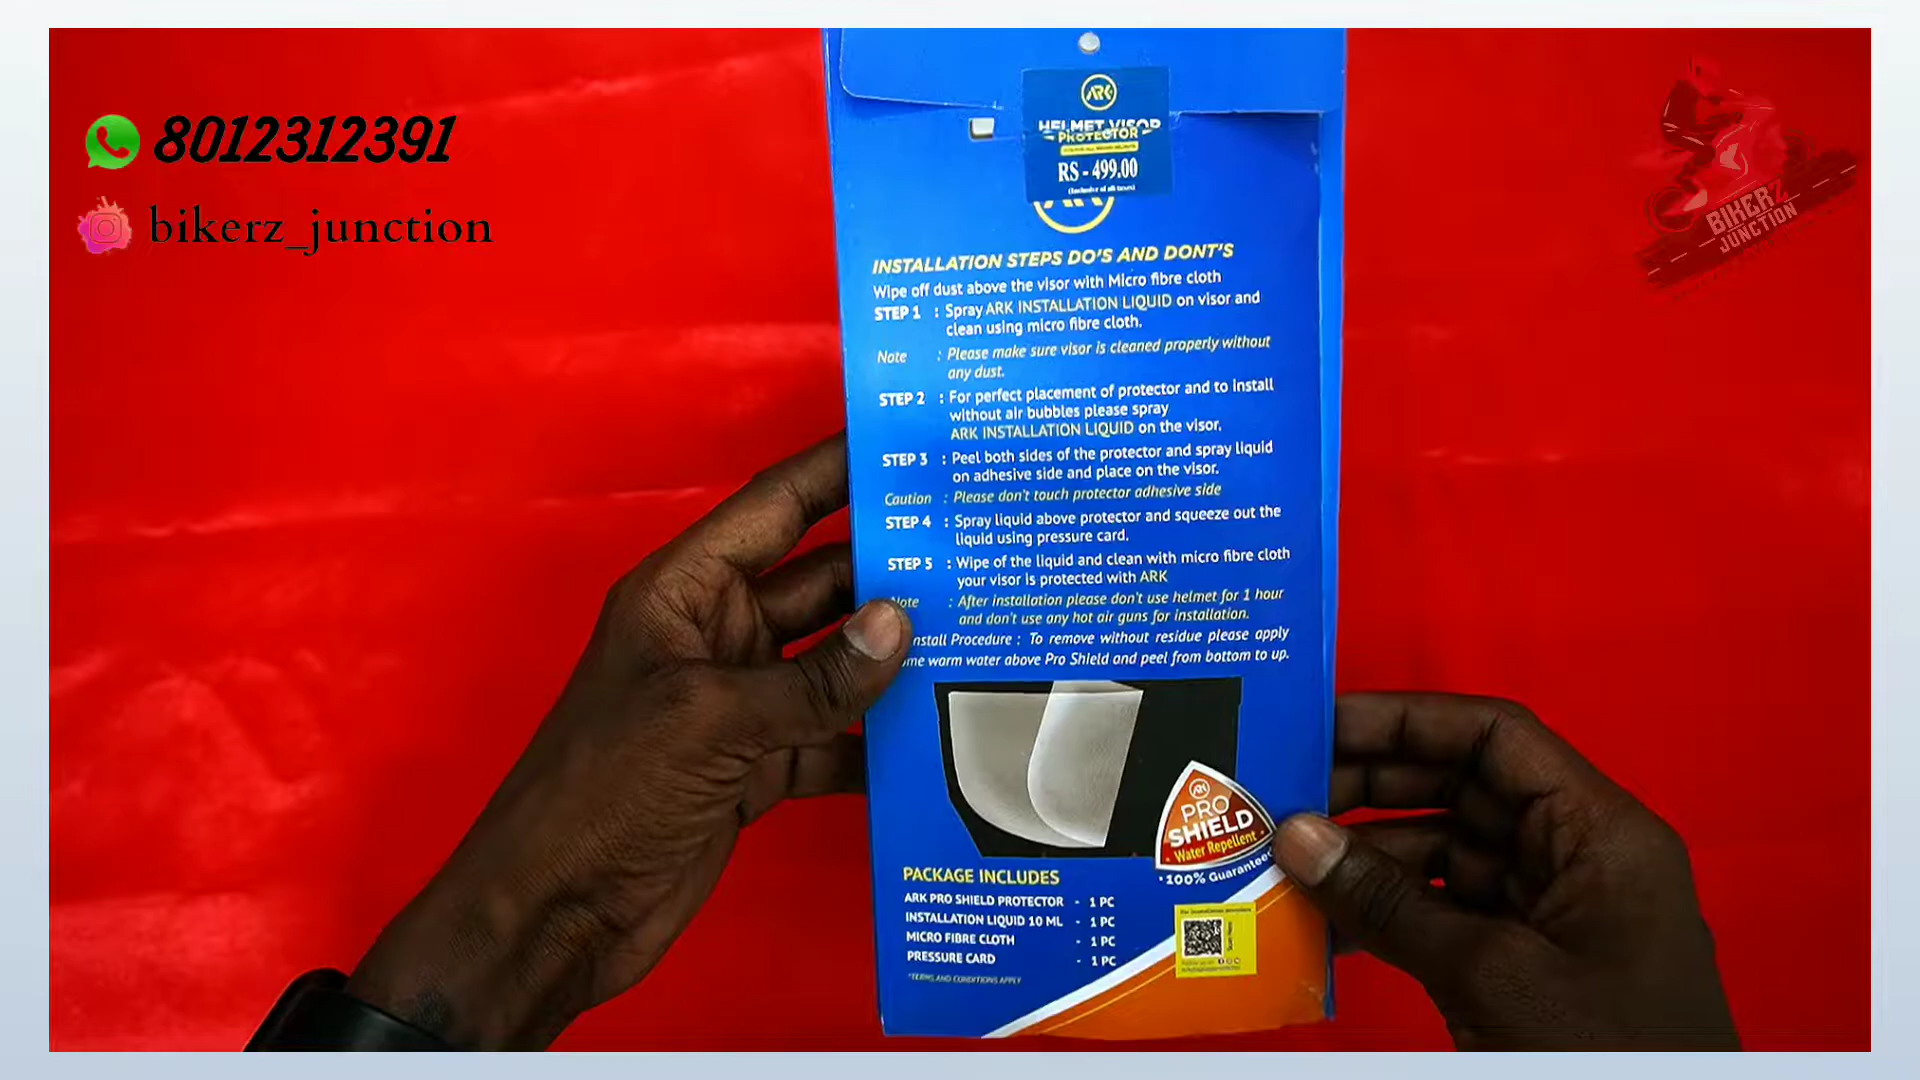 8012312391
bikerz_junction
BIKERZ
JUNCTION
ARK
HELMET VISOR
PROTECTOR
RS - 499.00
(Inclusive of all taxes)
INSTALLATION STEPS DO'S AND DONT'S
Wipe off dust above the visor with Micro fibre cloth
STEP 1 : Spray ARK INSTALLATION LIQUID on visor and
clean using micro fibre cloth.
Note : Please make sure visor is cleaned properly without
any dust.
STEP 2 : For perfect placement of protector and to install
without air bubbles please spray
ARK INSTALLATION LIQUID on the visor.
STEP 3 : Peel both sides of the protector and spray liquid
on adhesive side and place on the visor.
Caution : Please don't touch protector adhesive side
STEP 4 : Spray liquid above protector and squeeze out the
liquid using pressure card.
STEP 5 : Wipe of the liquid and clean with micro fibre cloth
your visor is protected with ARK
Note : After installation please don't use helmet for 1 hour
and don't use any hot air guns for installation.
nstall Procedure : To remove without residue please apply
ome warm water above Pro Shield and peel from bottom to up.
PRO
SHIELD
Water Repellent
*100% Guaranteed
PACKAGE INCLUDES
ARK PRO SHIELD PROTECTOR - 1 PC
INSTALLATION LIQUID 10 ML - 1 PC
MICRO FIBRE CLOTH - 1 PC
PRESSURE CARD - 1 PC
*TERMS AND CONDITIONS APPLY